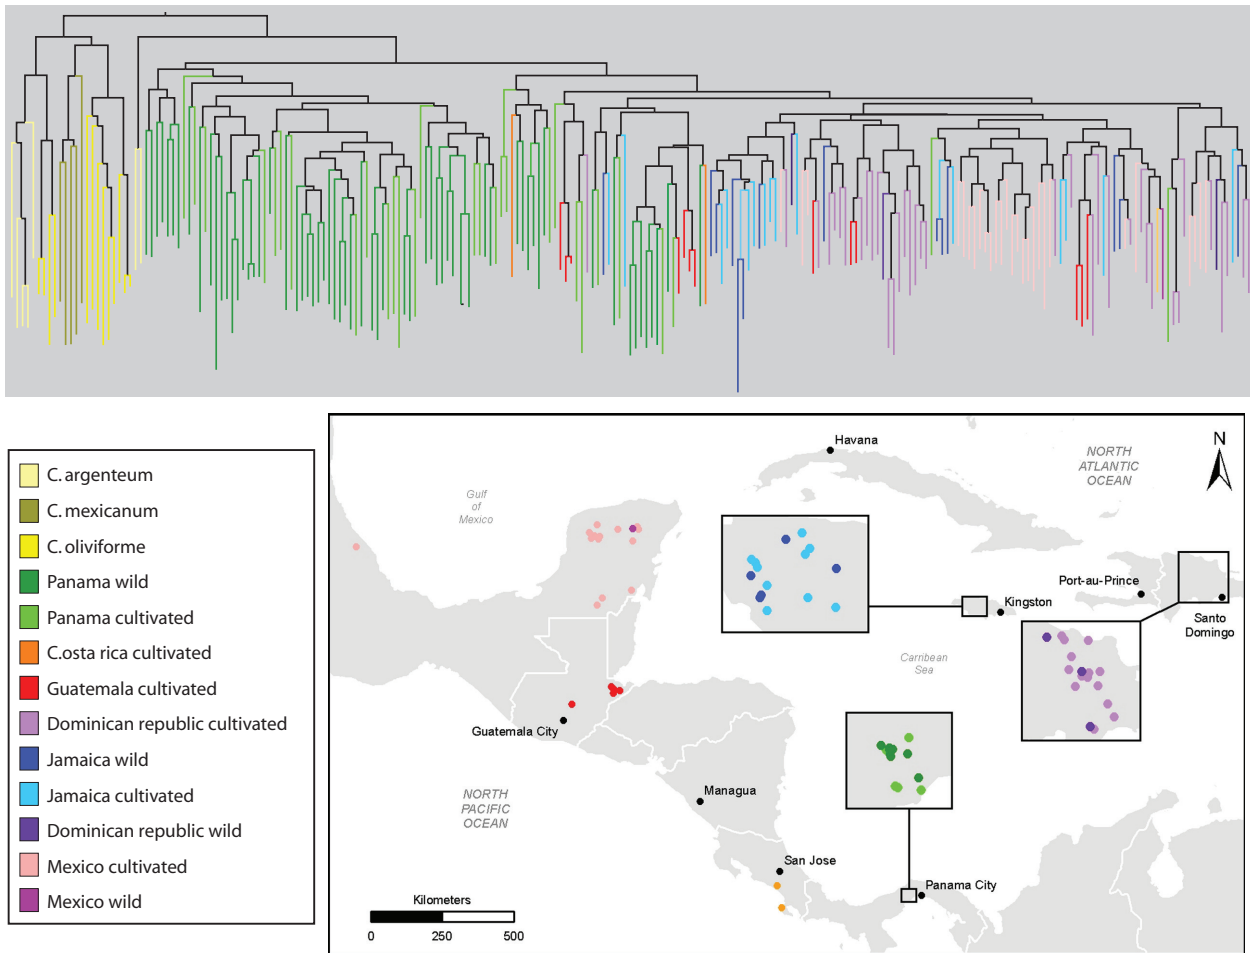 C. argenteum
C. mexicanum
C. oliviforme
Panama wild
Panama cultivated
C.osta rica cultivated
Guatemala cultivated
Dominican republic cultivated
Jamaica wild
Jamaica cultivated
Dominican republic wild
Mexico cultivated
Mexico wild
Havana
NORTH
ATLANTIC
OCEAN
N
Gulf
of
Mexico
Port-au-Prince
Kingston
Santo
Domingo
Carribean
Sea
Guatemala City
Managua
NORTH
PACIFIC
OCEAN
San Jose
Panama City
Kilometers
0 250 500